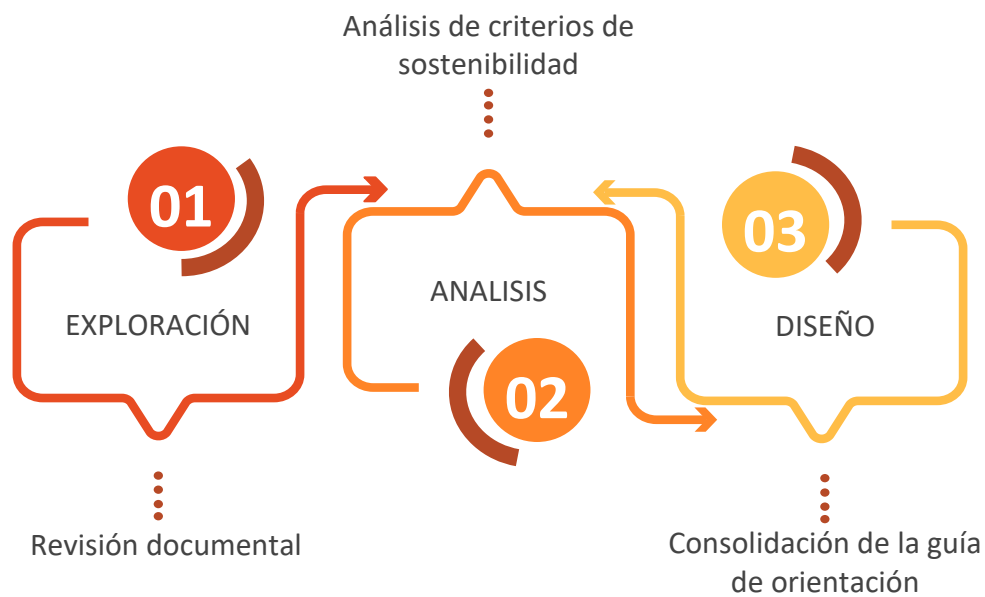 Análisis de criterios de
sostenibilidad
01
EXPLORACIÓN
Revisión documental
ANALISIS
02
03
DISEÑO
Consolidación de la guía
de orientación